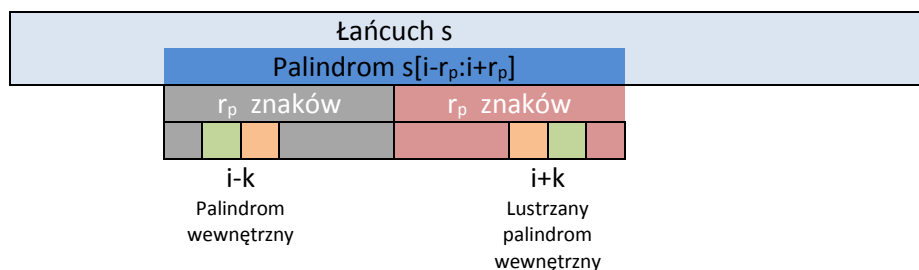 Łańcuch s
Palindrom s[i-rₚ:i+rₚ]
rₚ znaków rₚ znaków
i-k i+k
Palindrom Lustrzany
wewnętrzny palindrom
wewnętrzny